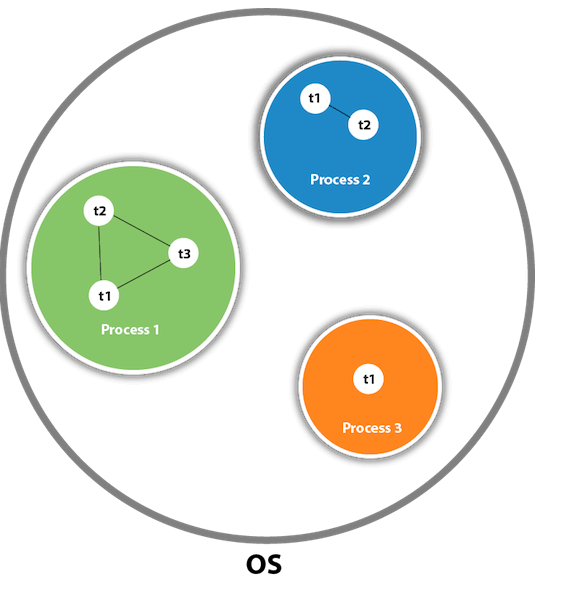 t1
t2
Process 2
t2
t3
t1
Process 1
t1
Process 3
OS